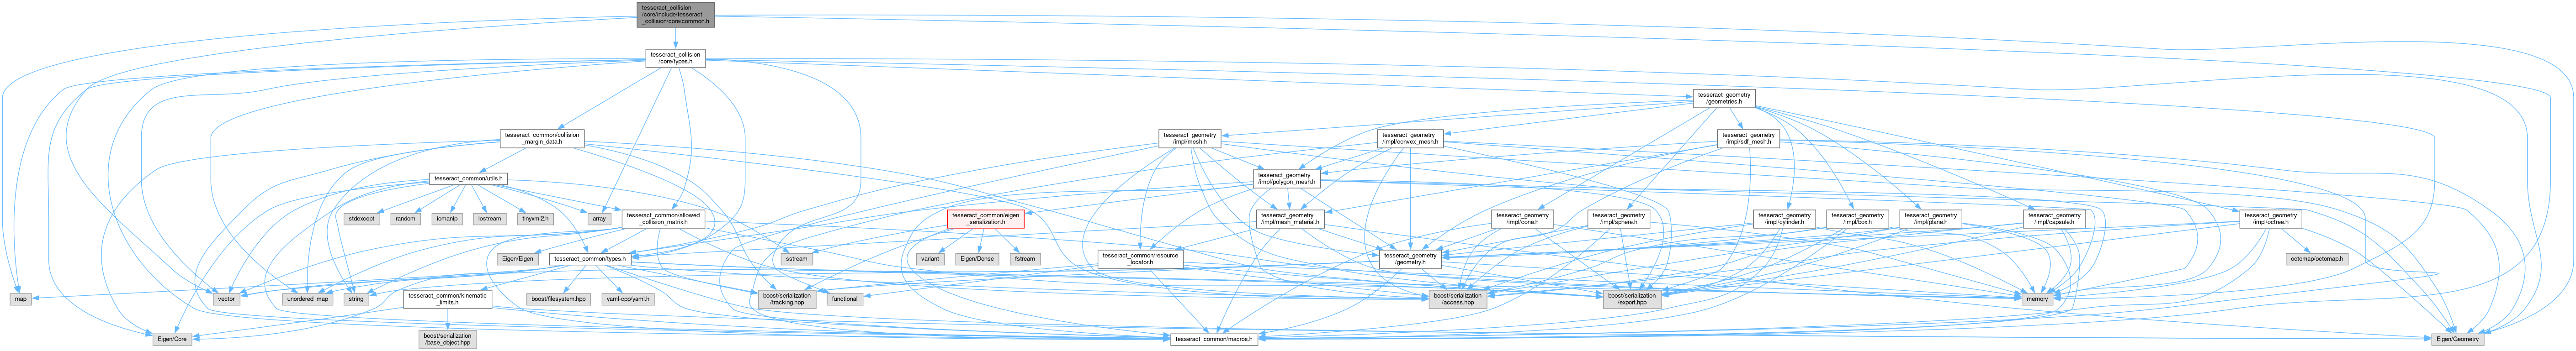 tesseract_collision
/core/include/tesseract
_collision/core/common.h
tesseract_collision
/core/types.h
tesseract_geometry
/geometries.h
tesseract_common/collision
_margin_data.h
tesseract_geometry
/impl/mesh.h
tesseract_geometry
/impl/convex_mesh.h
tesseract_geometry
/impl/sdf_mesh.h
tesseract_common/utils.h
tesseract_geometry
/impl/polygon_mesh.h
stdexcept
random
iomanip
iostream
tinyxml2.h
array
tesseract_common/allowed
_collision_matrix.h
tesseract_common/eigen
_serialization.h
tesseract_geometry
/impl/mesh_material.h
tesseract_geometry
/impl/cone.h
tesseract_geometry
/impl/sphere.h
tesseract_geometry
/impl/cylinder.h
tesseract_geometry
/impl/box.h
tesseract_geometry
/impl/plane.h
tesseract_geometry
/impl/capsule.h
tesseract_geometry
/impl/octree.h
Eigen/Eigen
tesseract_common/types.h
sstream
variant
Eigen/Dense
fstream
tesseract_common/resource
_locator.h
tesseract_geometry
/geometry.h
octomap/octomap.h
map
vector
unordered_map
string
tesseract_common/kinematic
_limits.h
boost/filesystem.hpp
yaml-cpp/yaml.h
boost/serialization
/tracking.hpp
functional
boost/serialization
/access.hpp
boost/serialization
/export.hpp
memory
Eigen/Core
boost/serialization
/base_object.hpp
tesseract_common/macros.h
Eigen/Geometry